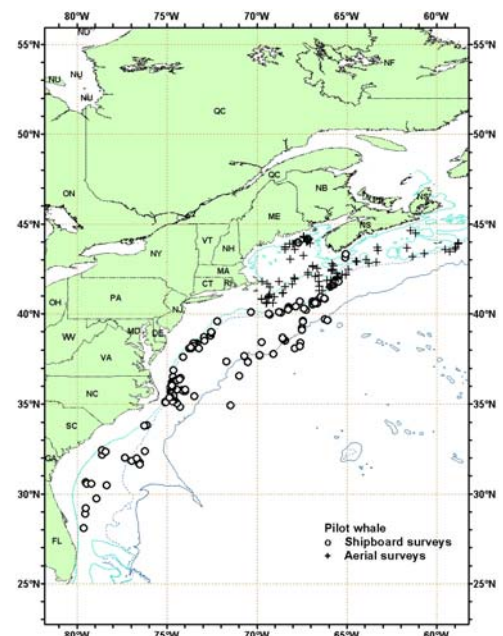 80°W 75°W 70°W 65°W 60°W
55°N 55°N
NU
NF
NU
NU
QC
50°N 50°N
ON
QC
NB
NS
ME
45°N 45°N
NS
VT
NH
NY
MA
CT RI
PA
OH
NJ
40°N 40°N
MD DE
WV
VA
NC
35°N 35°N
SC
GA
30°N 30°N
Pilot whale
Shipboard surveys
Aerial surveys
FL
25°N 25°N
80°W 75°W 70°W 65°W 60°W